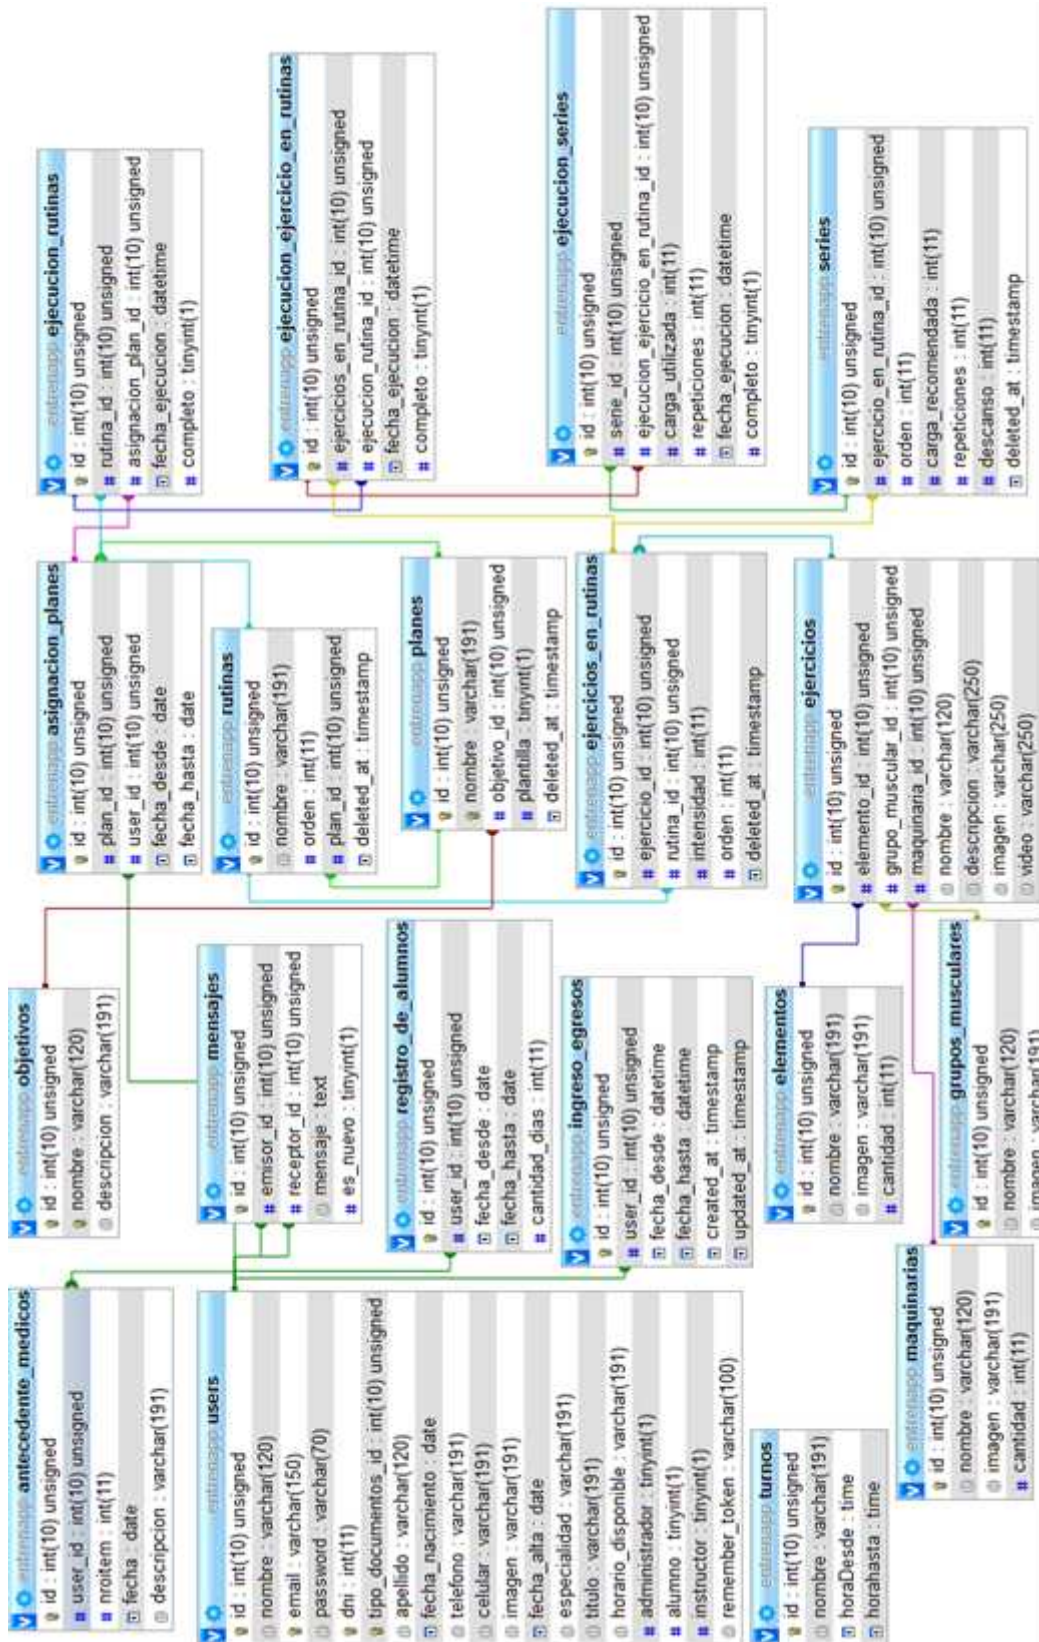 entrenapp antecedente_medicos
id : int(10) unsigned
user_id : int(10) unsigned
nroitem : int(11)
fecha : date
descripcion : varchar(191)
entrenapp users
id : int(10) unsigned
nombre : varchar(120)
email : varchar(150)
password : varchar(70)
dni : int(11)
tipo_documentos_id : int(10) unsigned
apellido : varchar(120)
fecha_nacimiento : date
telefono : varchar(191)
celular : varchar(191)
imagen : varchar(191)
fecha_alta : date
especialidad : varchar(191)
titulo : varchar(191)
horario_disponible : varchar(191)
administrador : tinyint(1)
alumno : tinyint(1)
instructor : tinyint(1)
remember_token : varchar(100)
entrenapp turnos
id : int(10) unsigned
nombre : varchar(191)
horaDesde : time
horahasta : time
entrenapp maquinarias
id : int(10) unsigned
nombre : varchar(120)
imagen : varchar(191)
cantidad : int(11)
entrenapp objetivos
id : int(10) unsigned
nombre : varchar(120)
descripcion : varchar(191)
entrenapp mensajes
id : int(10) unsigned
emisor_id : int(10) unsigned
receptor_id : int(10) unsigned
mensaje : text
es_nuevo : tinyint(1)
entrenapp registro_de_alumnos
id : int(10) unsigned
user_id : int(10) unsigned
fecha_desde : date
fecha_hasta : date
cantidad_dias : int(11)
entrenapp ingreso_egresos
id : int(10) unsigned
user_id : int(10) unsigned
fecha_desde : datetime
fecha_hasta : datetime
created_at : timestamp
updated_at : timestamp
entrenapp elementos
id : int(10) unsigned
nombre : varchar(191)
imagen : varchar(191)
cantidad : int(11)
entrenapp grupos_musculares
id : int(10) unsigned
nombre : varchar(120)
imagen : varchar(191)
entrenapp asignacion_planes
id : int(10) unsigned
plan_id : int(10) unsigned
user_id : int(10) unsigned
fecha_desde : date
fecha_hasta : date
entrenapp rutinas
id : int(10) unsigned
nombre : varchar(191)
orden : int(11)
plan_id : int(10) unsigned
deleted_at : timestamp
entrenapp planes
id : int(10) unsigned
nombre : varchar(191)
objetivo_id : int(10) unsigned
plantilla : tinyint(1)
deleted_at : timestamp
entrenapp ejercicios_en_rutinas
id : int(10) unsigned
ejercicio_id : int(10) unsigned
rutina_id : int(10) unsigned
intensidad : int(11)
orden : int(11)
deleted_at : timestamp
entrenapp ejercicios
id : int(10) unsigned
elemento_id : int(10) unsigned
grupo_muscular_id : int(10) unsigned
maquinaria_id : int(10) unsigned
nombre : varchar(120)
descripcion : varchar(250)
imagen : varchar(250)
video : varchar(250)
entrenapp ejecucion_rutinas
id : int(10) unsigned
rutina_id : int(10) unsigned
asignacion_plan_id : int(10) unsigned
fecha_ejecucion : datetime
completo : tinyint(1)
entrenapp ejecucion_ejercicio_en_rutinas
id : int(10) unsigned
ejercicios_en_rutina_id : int(10) unsigned
ejecucion_rutina_id : int(10) unsigned
fecha_ejecucion : datetime
completo : tinyint(1)
entrenapp ejecucion_series
id : int(10) unsigned
serie_id : int(10) unsigned
ejecucion_ejercicio_en_rutina_id : int(10) unsigned
carga_utilizada : int(11)
repeticiones : int(11)
fecha_ejecucion : datetime
completo : tinyint(1)
entrenapp series
id : int(10) unsigned
ejercicio_en_rutina_id : int(10) unsigned
orden : int(11)
carga_recomendada : int(11)
repeticiones : int(11)
descanso : int(11)
deleted_at : timestamp